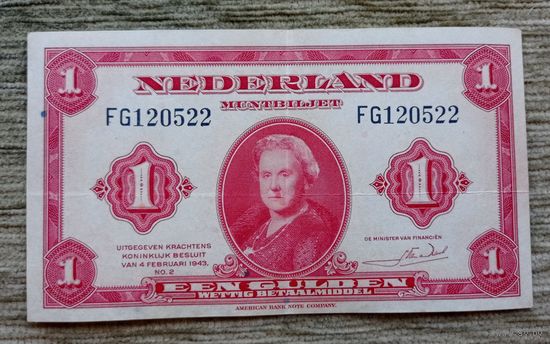 1 NEDERLAND 1
MUNTBILJET
FG120522 FG120522
1 1
UITGEGEVEN KRACHTENS
KONINKLIJK BESLUIT
VAN 4 FEBRUARI 1943.
NO. 2
DE MINISTER VAN FINANCIËN
1 EEN GULDEN 1
WETTIG BETAALMIDDEL
AMERICAN BANK NOTE COMPANY.